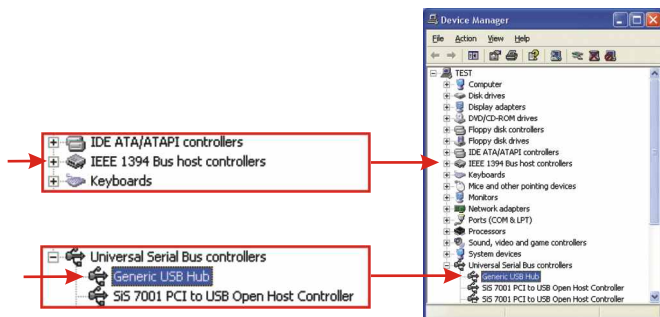 IDE ATA/ATAPI controllers
IEEE 1394 Bus host controllers
Keyboards
Universal Serial Bus controllers
Generic USB Hub
SiS 7001 PCI to USB Open Host Controller
Device Manager
File Action View Help
TEST
Computer
Disk drives
Display adapters
DVD/CD-ROM drives
Floppy disk controllers
Floppy disk drives
IDE ATA/ATAPI controllers
IEEE 1394 Bus host controllers
Keyboards
Mice and other pointing devices
Monitors
Network adapters
Ports (COM & LPT)
Processors
Sound, video and game controllers
System devices
Universal Serial Bus controllers
Generic USB Hub
SiS 7001 PCI to USB Open Host Controller
SiS 7001 PCI to USB Open Host Controller